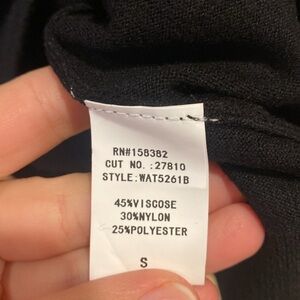 RN#158382
CUT NO. :27810
STYLE:WAT5261B
45%VISCOSE
30%NYLON
25%POLYESTER
S